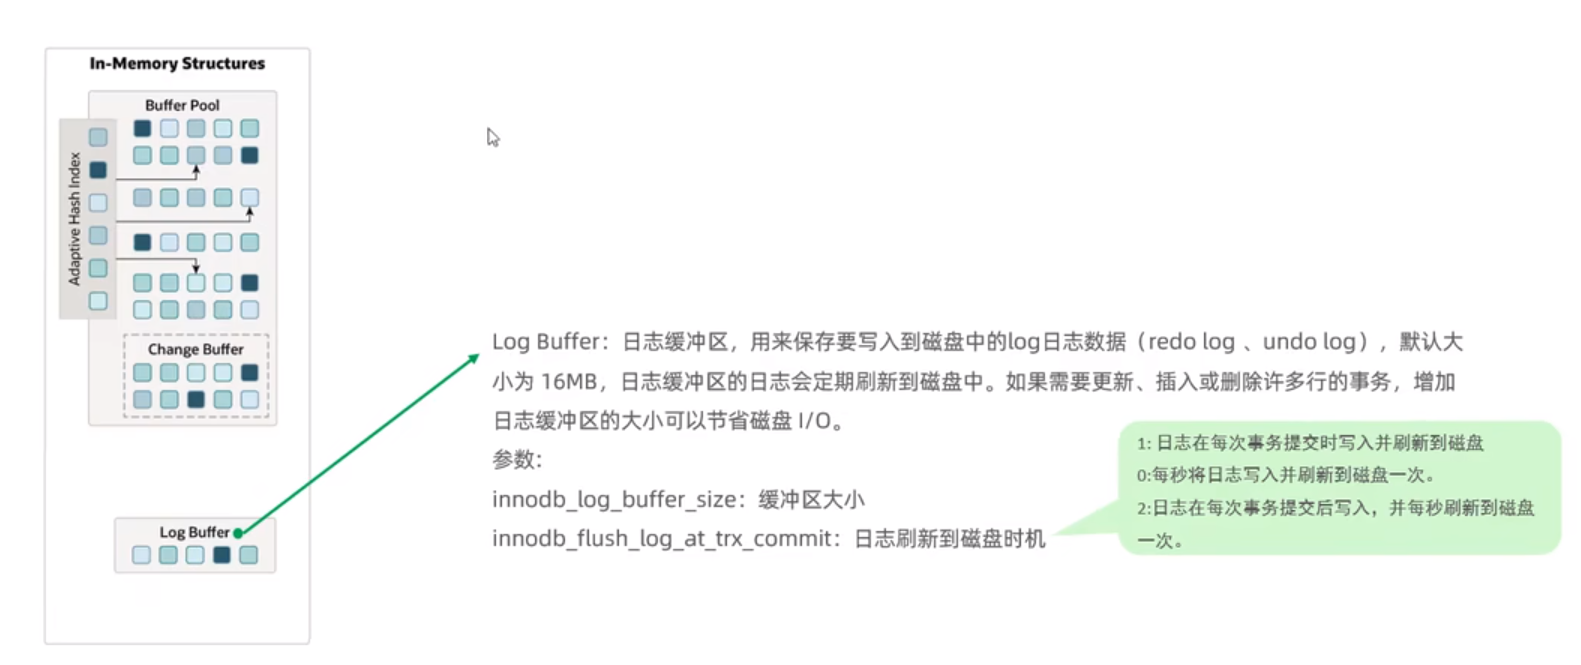 In-Memory Structures
Buffer Pool
Adaptive Hash Index
Change Buffer
Log Buffer
Log Buffer：日志缓冲区，用来保存要写入到磁盘中的log日志数据（redo log 、undo log），默认大
小为 16MB，日志缓冲区的日志会定期刷新到磁盘中。如果需要更新、插入或删除许多行的事务，增加
日志缓冲区的大小可以节省磁盘 I/O。
参数:
innodb_log_buffer_size：缓冲区大小
innodb_flush_log_at_trx_commit：日志刷新到磁盘时机
1: 日志在每次事务提交时写入并刷新到磁盘
0:每秒将日志写入并刷新到磁盘一次。
2:日志在每次事务提交后写入，并每秒刷新到磁盘
一次。